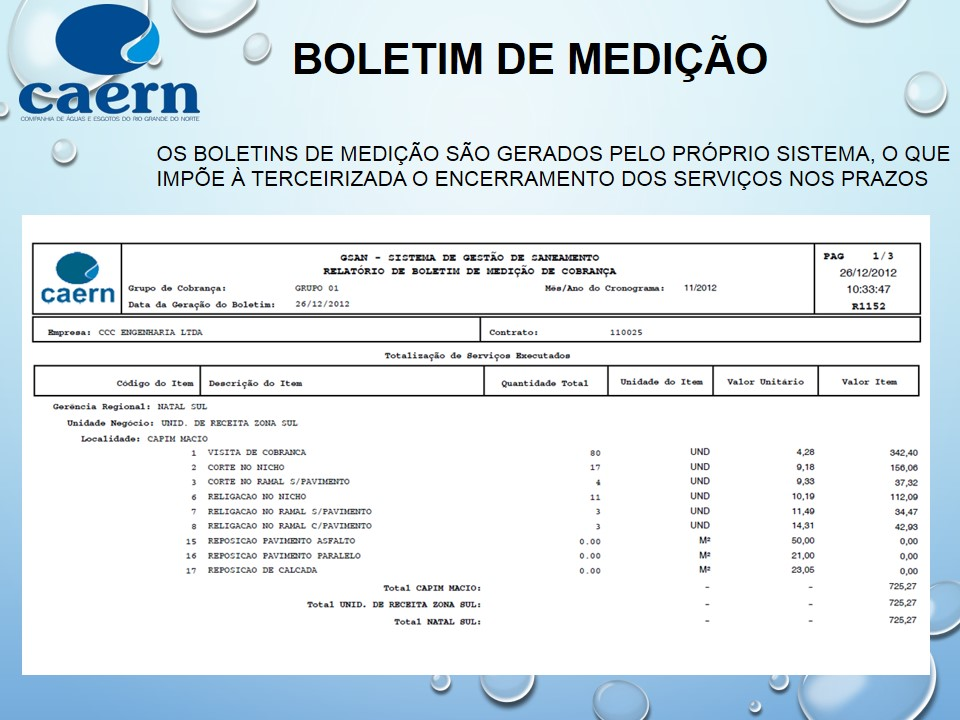 caern
COMPANHIA DE ÁGUAS E ESGOTOS DO RIO GRANDE DO NORTE
BOLETIM DE MEDIÇÃO
OS BOLETINS DE MEDIÇÃO SÃO GERADOS PELO PRÓPRIO SISTEMA, O QUE
IMPÕE À TERCEIRIZADA O ENCERRAMENTO DOS SERVIÇOS NOS PRAZOS
caern
GSAN - SISTEMA DE GESTÃO DE SANEAMENTO
RELATÓRIO DE BOLETIM DE MEDIÇÃO DE COBRANÇA
Grupo de Cobrança: GRUPO 01 Mês/Ano do Cronograma: 11/2012
Data da Geração do Boletim: 26/12/2012
PAG 1/3
26/12/2012
10:33:47
R1152
Empresa: CCC ENGENHARIA LTDA Contrato: 110025
Totalização de Serviços Executados
Código do Item Descrição do Item Quantidade Total Unidade do Item Valor Unitário Valor Item
Gerência Regional: NATAL SUL
Unidade Negócio: UNID. DE RECEITA ZONA SUL
Localidade: CAPIM MACIO
1 VISITA DE COBRANCA 80 UND 4,28 342,40
2 CORTE NO NICHO 17 UND 9,18 156,06
3 CORTE NO RAMAL S/PAVIMENTO 4 UND 9,33 37,32
6 RELIGACAO NO NICHO 11 UND 10,19 112,09
7 RELIGACAO NO RAMAL S/PAVIMENTO 3 UND 11,49 34,47
8 RELIGACAO NO RAMAL C/PAVIMENTO 3 UND 14,31 42,93
15 REPOSICAO PAVIMENTO ASFALTO 0.00 M² 50,00 0,00
16 REPOSICAO PAVIMENTO PARALELO 0.00 M² 21,00 0,00
17 REPOSICAO DE CALCADA 0.00 M² 23,05 0,00
Total CAPIM MACIO: - - 725,27
Total UNID. DE RECEITA ZONA SUL: - - 725,27
Total NATAL SUL: - - 725,27